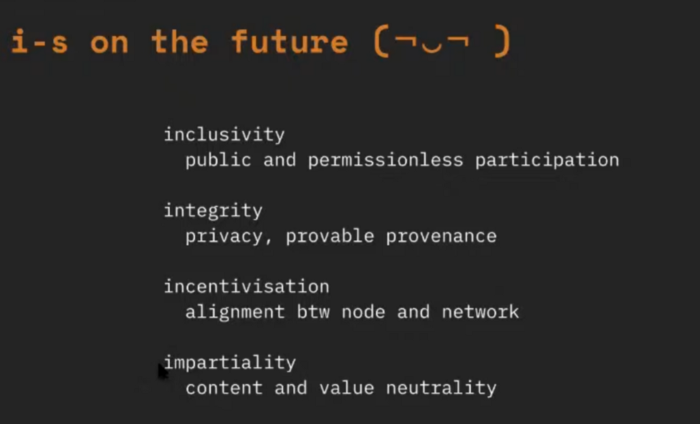 i-s on the future (¬◡¬ )
inclusivity
public and permissionless participation
integrity
privacy, provable provenance
incentivisation
alignment btw node and network
impartiality
content and value neutrality